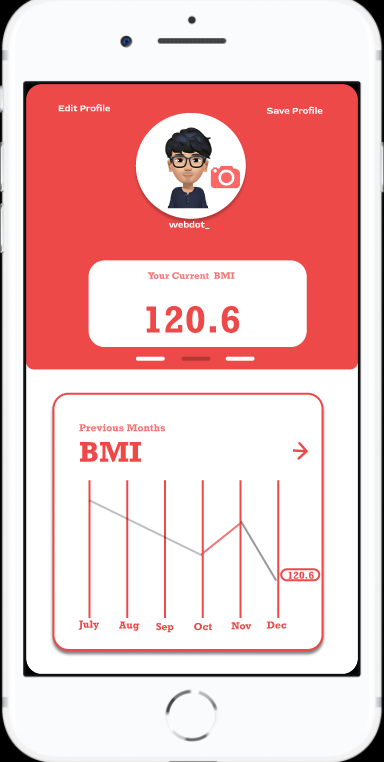 Edit Profile
Save Profile
webdot_
Your Current BMI
120.6
Previous Months
BMI
120.6
July Aug Sep Oct Nov Dec